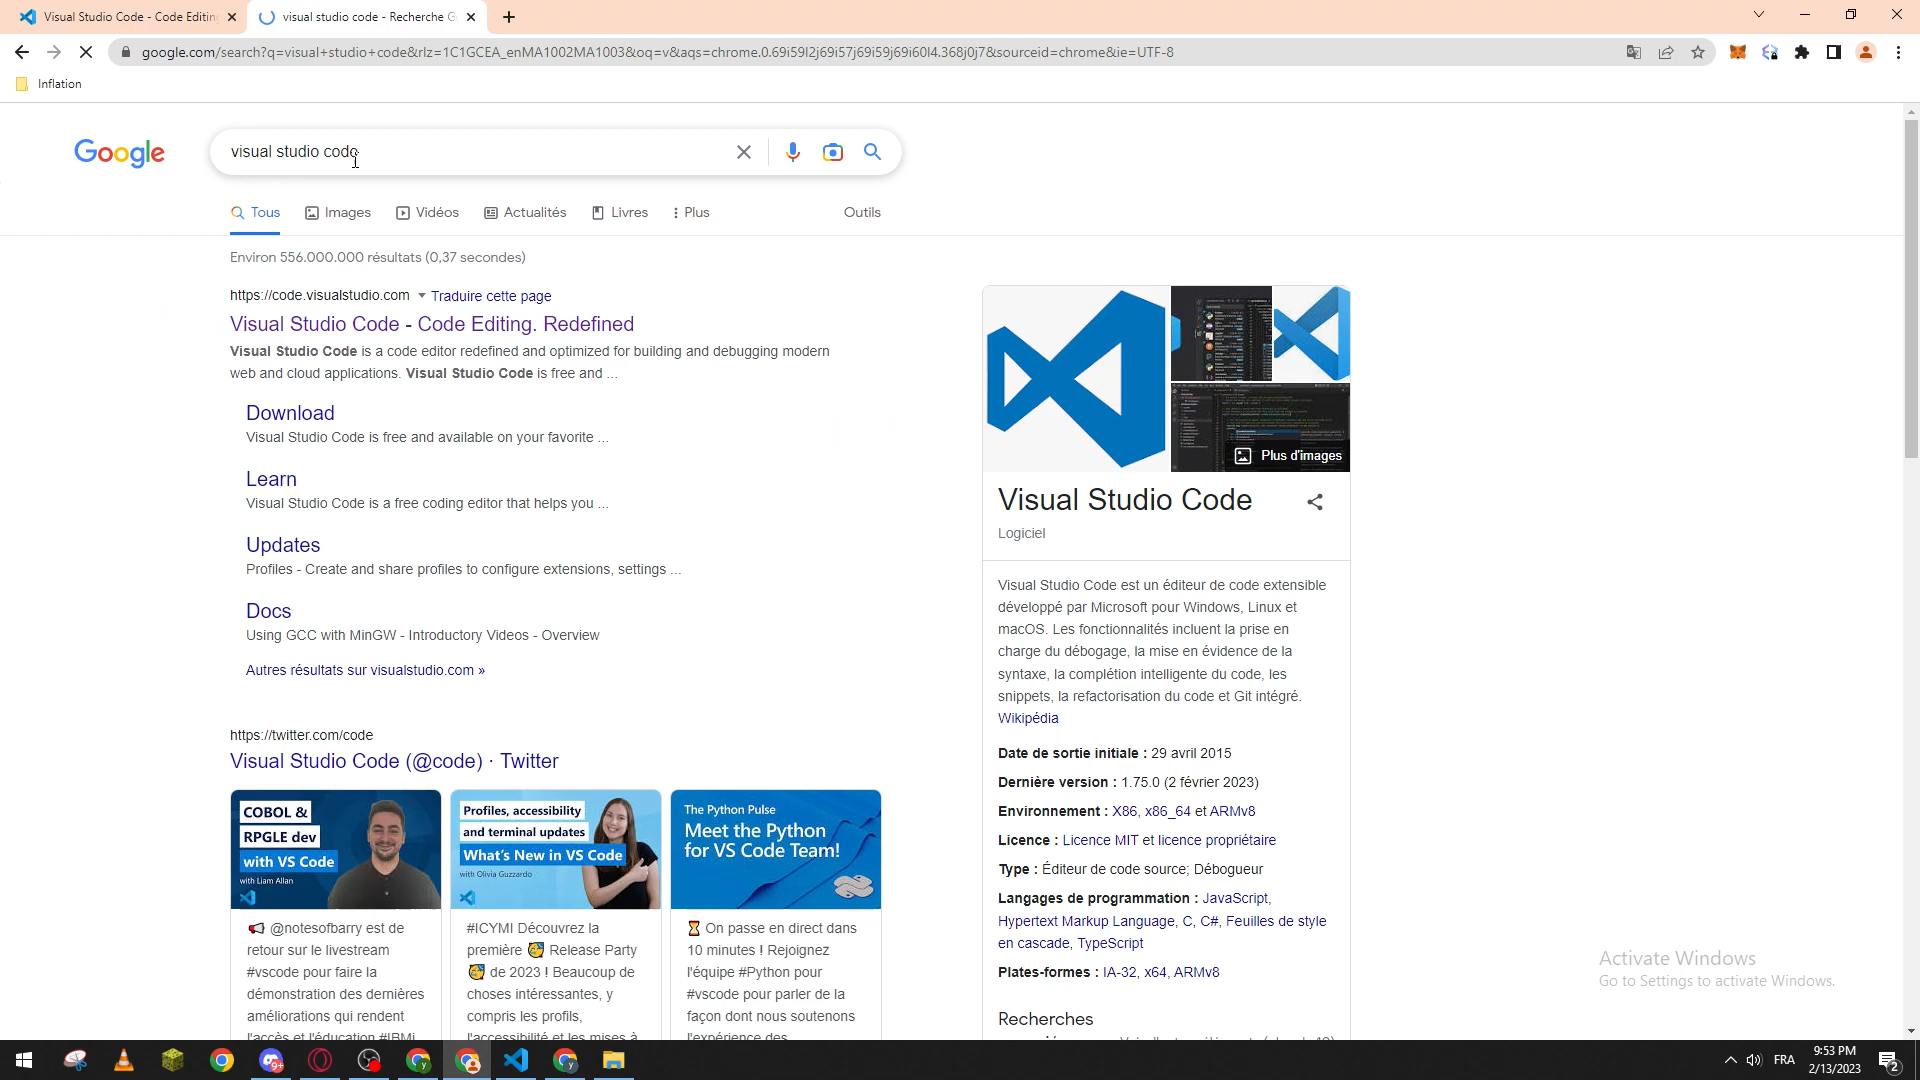 Visual Studio Code - Code Editing
visual studio code - Recherche G
google.com/search?q=visual+studio+code&rlz=1C1GCEA_enMA1002MA1003&oq=v&aqs=chrome.0.69i59l2j69i57j69i59j69i60l4.368j0j7&sourceid=chrome&ie=UTF-8
Inflation
Google
visual studio code
Tous
Images
Vidéos
Actualités
Livres
Plus
Outils
Environ 556.000.000 résultats (0,37 secondes)
https://code.visualstudio.com
Traduire cette page
Visual Studio Code - Code Editing. Redefined
Visual Studio Code is a code editor redefined and optimized for building and debugging modern
web and cloud applications. Visual Studio Code is free and ...
Download
Visual Studio Code is free and available on your favorite ...
Learn
Visual Studio Code is a free coding editor that helps you ...
Updates
Profiles - Create and share profiles to configure extensions, settings ...
Docs
Using GCC with MinGW - Introductory Videos - Overview
Autres résultats sur visualstudio.com »
https://twitter.com/code
Visual Studio Code (@code) · Twitter
COBOL &
RPGLE dev
with VS Code
with Liam Allan
📢 @notesofbarry est de
retour sur le livestream
#vscode pour faire la
démonstration des dernières
améliorations qui rendent
l'accès et l'éducation #IBMi
Profiles, accessibility
and terminal updates
What's New in VS Code
with Olivia Guzzardo
#ICYMI Découvrez la
première 🥳 Release Party
🥳 de 2023 ! Beaucoup de
choses intéressantes, y
compris les profils,
l'accessibilité et les mises à
The Python Pulse
Meet the Python
for VS Code Team!
⏳ On passe en direct dans
10 minutes ! Rejoignez
l'équipe #Python pour
#vscode pour parler de la
façon dont nous soutenons
l'expérience des
Plus d'images
Visual Studio Code
Logiciel
Visual Studio Code est un éditeur de code extensible
développé par Microsoft pour Windows, Linux et
macOS. Les fonctionnalités incluent la prise en
charge du débogage, la mise en évidence de la
syntaxe, la complétion intelligente du code, les
snippets, la refactorisation du code et Git intégré.
Wikipédia
Date de sortie initiale : 29 avril 2015
Dernière version : 1.75.0 (2 février 2023)
Environnement : X86, x86_64 et ARMv8
Licence : Licence MIT et licence propriétaire
Type : Éditeur de code source; Débogueur
Langages de programmation : JavaScript,
Hypertext Markup Language, C, C#, Feuilles de style
en cascade, TypeScript
Plates-formes : IA-32, x64, ARMv8
Recherches
Activate Windows
Go to Settings to activate Windows.
9+
FRA
9:53 PM
2/13/2023
2